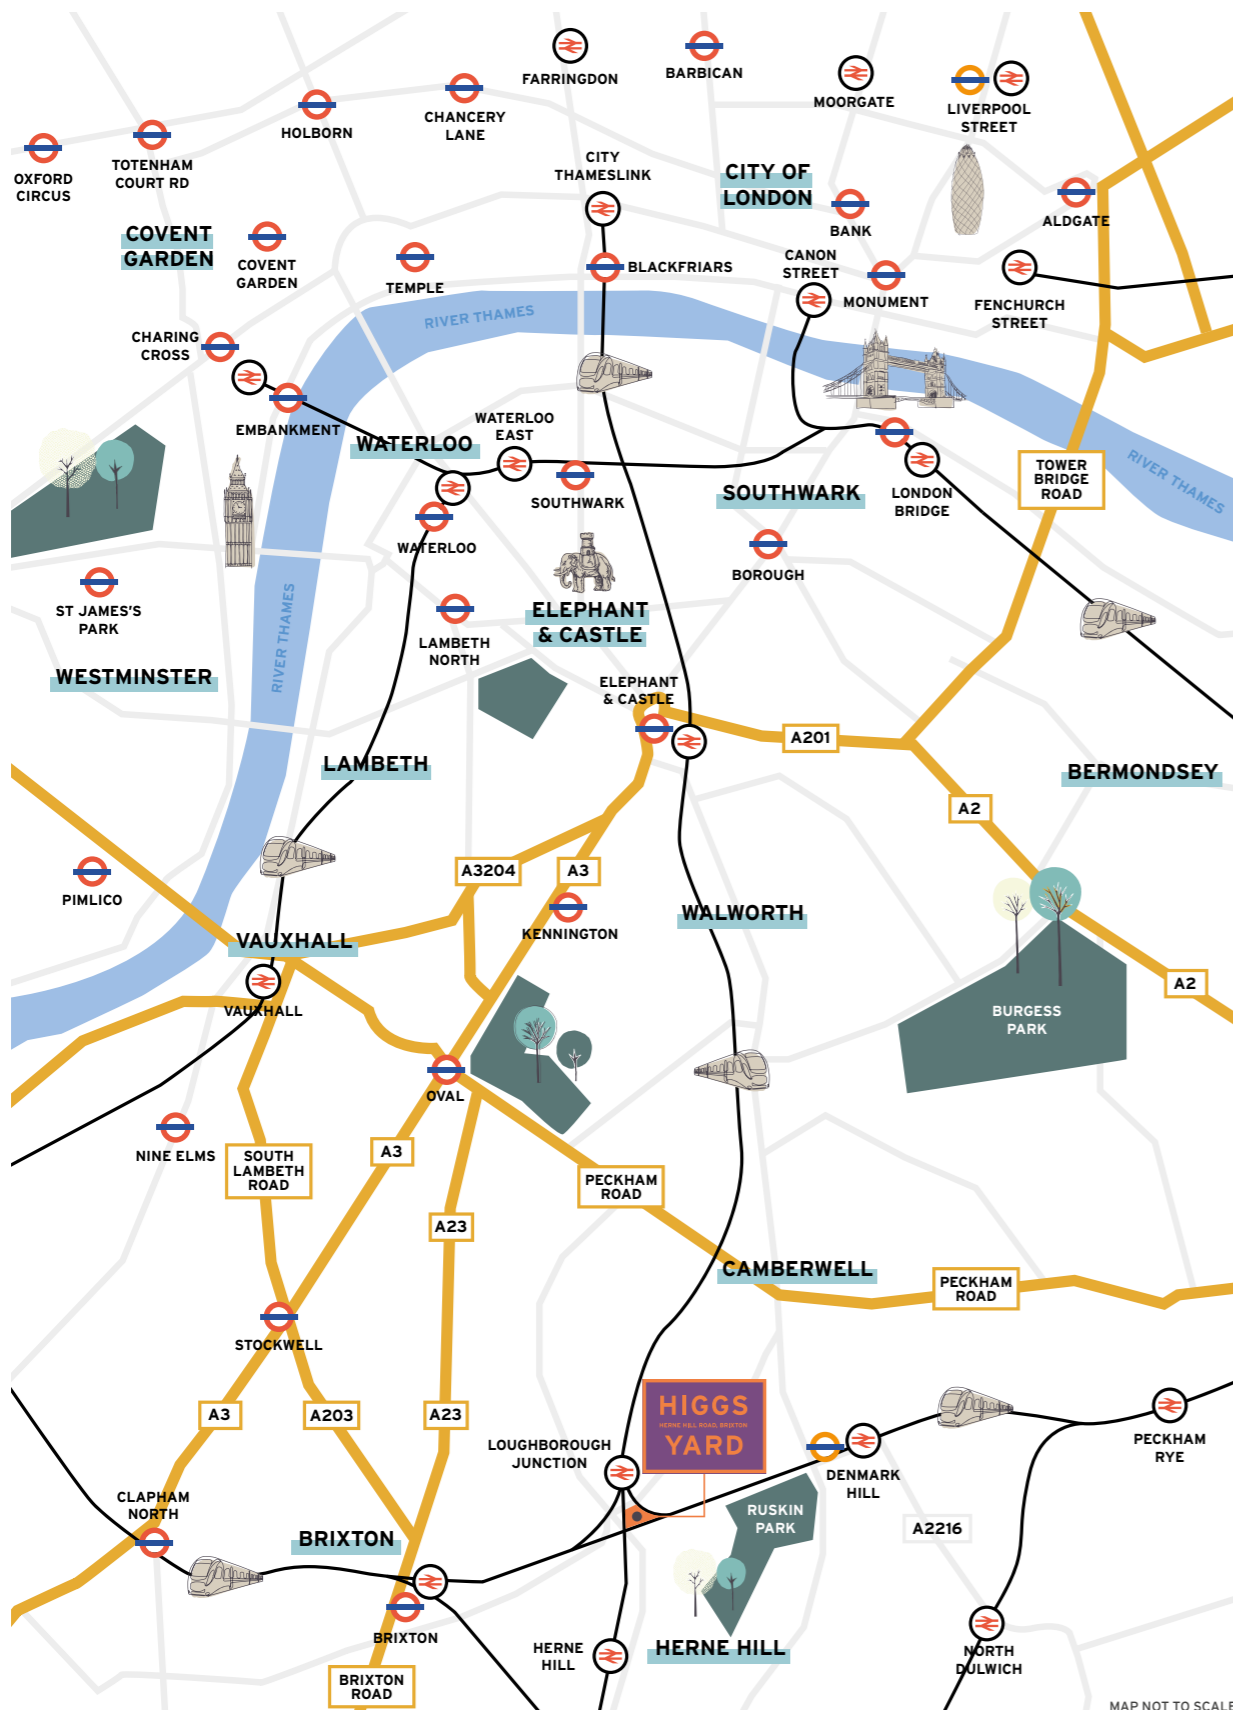 FARRINGDON
BARBICAN
MOORGATE
LIVERPOOL
STREET
CHANCERY
LANE
HOLBORN
TOTENHAM
COURT RD
OXFORD
CIRCUS
CITY
THAMESLINK
CITY OF
LONDON
BANK
ALDGATE
COVENT
GARDEN
COVENT
GARDEN
TEMPLE
BLACKFRIARS
CANON
STREET
MONUMENT
FENCHURCH
STREET
RIVER THAMES
CHARING
CROSS
EMBANKMENT
WATERLOO
WATERLOO
EAST
SOUTHWARK
SOUTHWARK
LONDON
BRIDGE
TOWER
BRIDGE
ROAD
RIVER THAMES
WATERLOO
BOROUGH
ST JAMES'S
PARK
RIVER THAMES
LAMBETH
NORTH
ELEPHANT
& CASTLE
WESTMINSTER
ELEPHANT
& CASTLE
A201
LAMBETH
BERMONDSEY
A2
PIMLICO
A3204
A3
KENNINGTON
WALWORTH
VAUXHALL
A2
VAUXHALL
BURGESS
PARK
OVAL
NINE ELMS
SOUTH
LAMBETH
ROAD
A3
PECKHAM
ROAD
A23
CAMBERWELL
PECKHAM
ROAD
STOCKWELL
A3
A203
A23
HIGGS
HERNE HILL ROAD, BRIXTON
YARD
LOUGHBOROUGH
JUNCTION
DENMARK
HILL
PECKHAM
RYE
CLAPHAM
NORTH
RUSKIN
PARK
A2216
BRIXTON
BRIXTON
HERNE
HILL
HERNE HILL
NORTH
DULWICH
BRIXTON
ROAD
MAP NOT TO SCALE